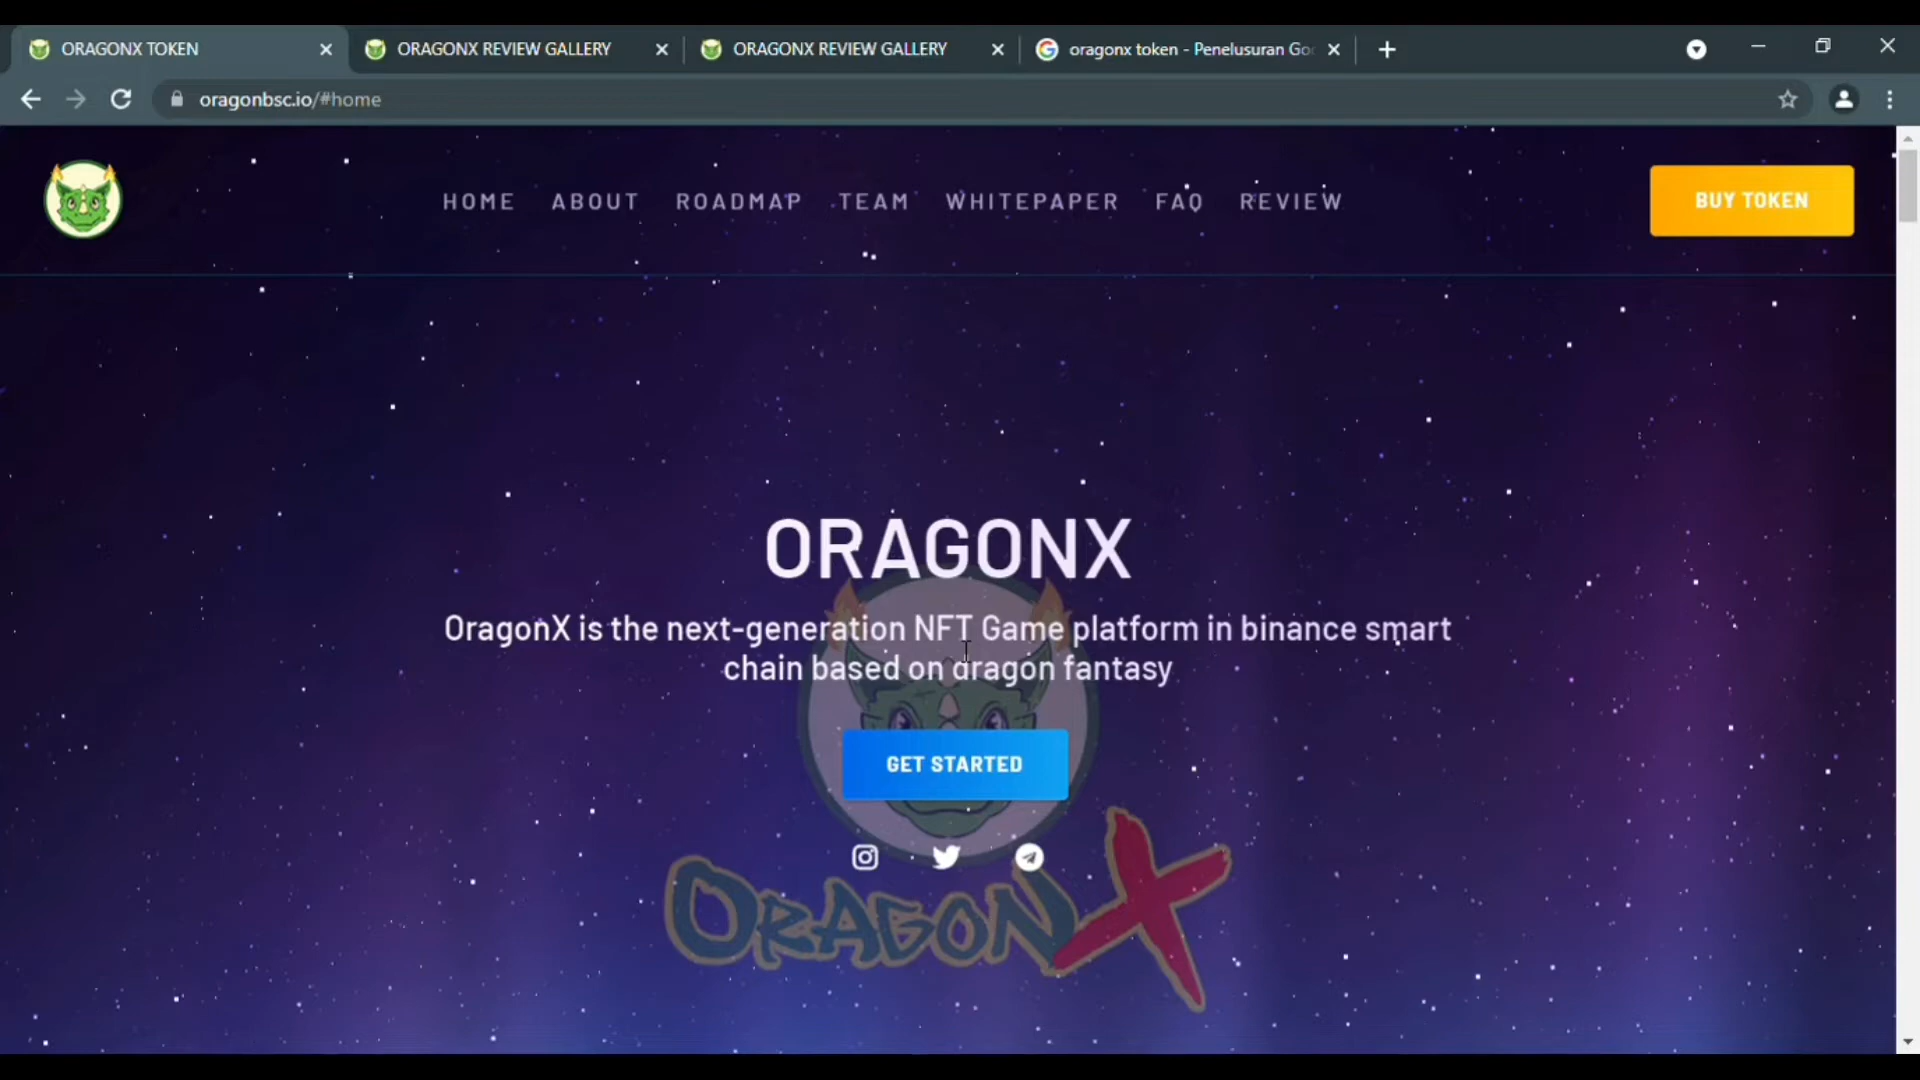 ORAGONX TOKEN
ORAGONX REVIEW GALLERY
ORAGONX REVIEW GALLERY
oragonx token - Penelusuran Goo
oragonbsc.io/#home
HOME ABOUT ROADMAP TEAM WHITEPAPER FAQ REVIEW
BUY TOKEN
ORAGONX
OragonX is the next-generation NFT Game platform in binance smart
chain based on dragon fantasy
GET STARTED
ORAGONX